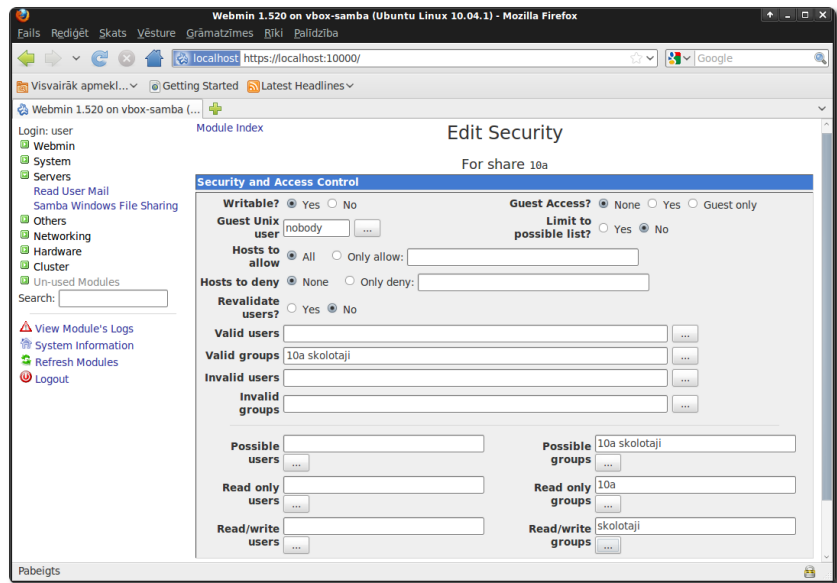 Webmin 1.520 on vbox-samba (Ubuntu Linux 10.04.1) - Mozilla Firefox
Fails Rediģēt Skats Vēsture Grāmatzīmes Rīki Palīdzība
localhost https://localhost:10000/
Google
Visvairāk apmekl... Getting Started Latest Headlines
Webmin 1.520 on vbox-samba (...
Login: user
Webmin
System
Servers
Read User Mail
Samba Windows File Sharing
Others
Networking
Hardware
Cluster
Un-used Modules
Search:
View Module's Logs
System Information
Refresh Modules
Logout
Module Index
Edit Security
For share 10a
Security and Access Control
Writable? Yes No Guest Access? None Yes Guest only
Guest Unix user nobody ... Limit to possible list? Yes No
Hosts to allow All Only allow:
Hosts to deny None Only deny:
Revalidate users? Yes No
Valid users ...
Valid groups 10a skolotaji ...
Invalid users ...
Invalid groups ...
Possible users ... Possible groups 10a skolotaji ...
Read only users ... Read only groups 10a ...
Read/write users ... Read/write groups skolotaji ...
Pabeigts